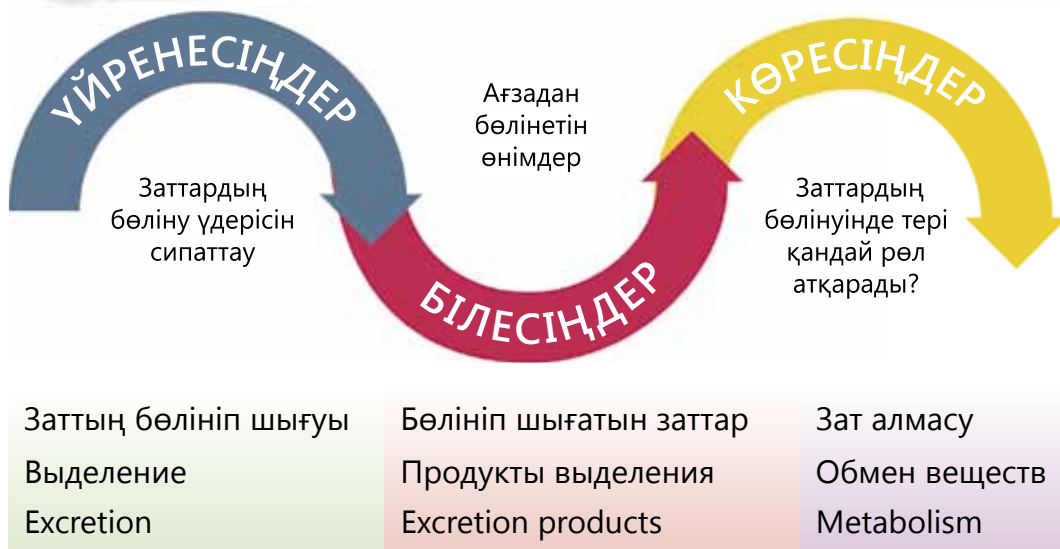 ҮЙРЕНЕСІҢДЕР
Заттардың
бөліну үдерісін
сипаттау
Ағзадан
бөлінетін
өнімдер
БІЛЕСІҢДЕР
КӨРЕСІҢДЕР
Заттардың
бөлінуінде тері
қандай рөл
атқарады?
Заттың бөлініп шығуы
Выделение
Excretion
Бөлініп шығатын заттар
Продукты выделения
Excretion products
Зат алмасу
Обмен веществ
Metabolism